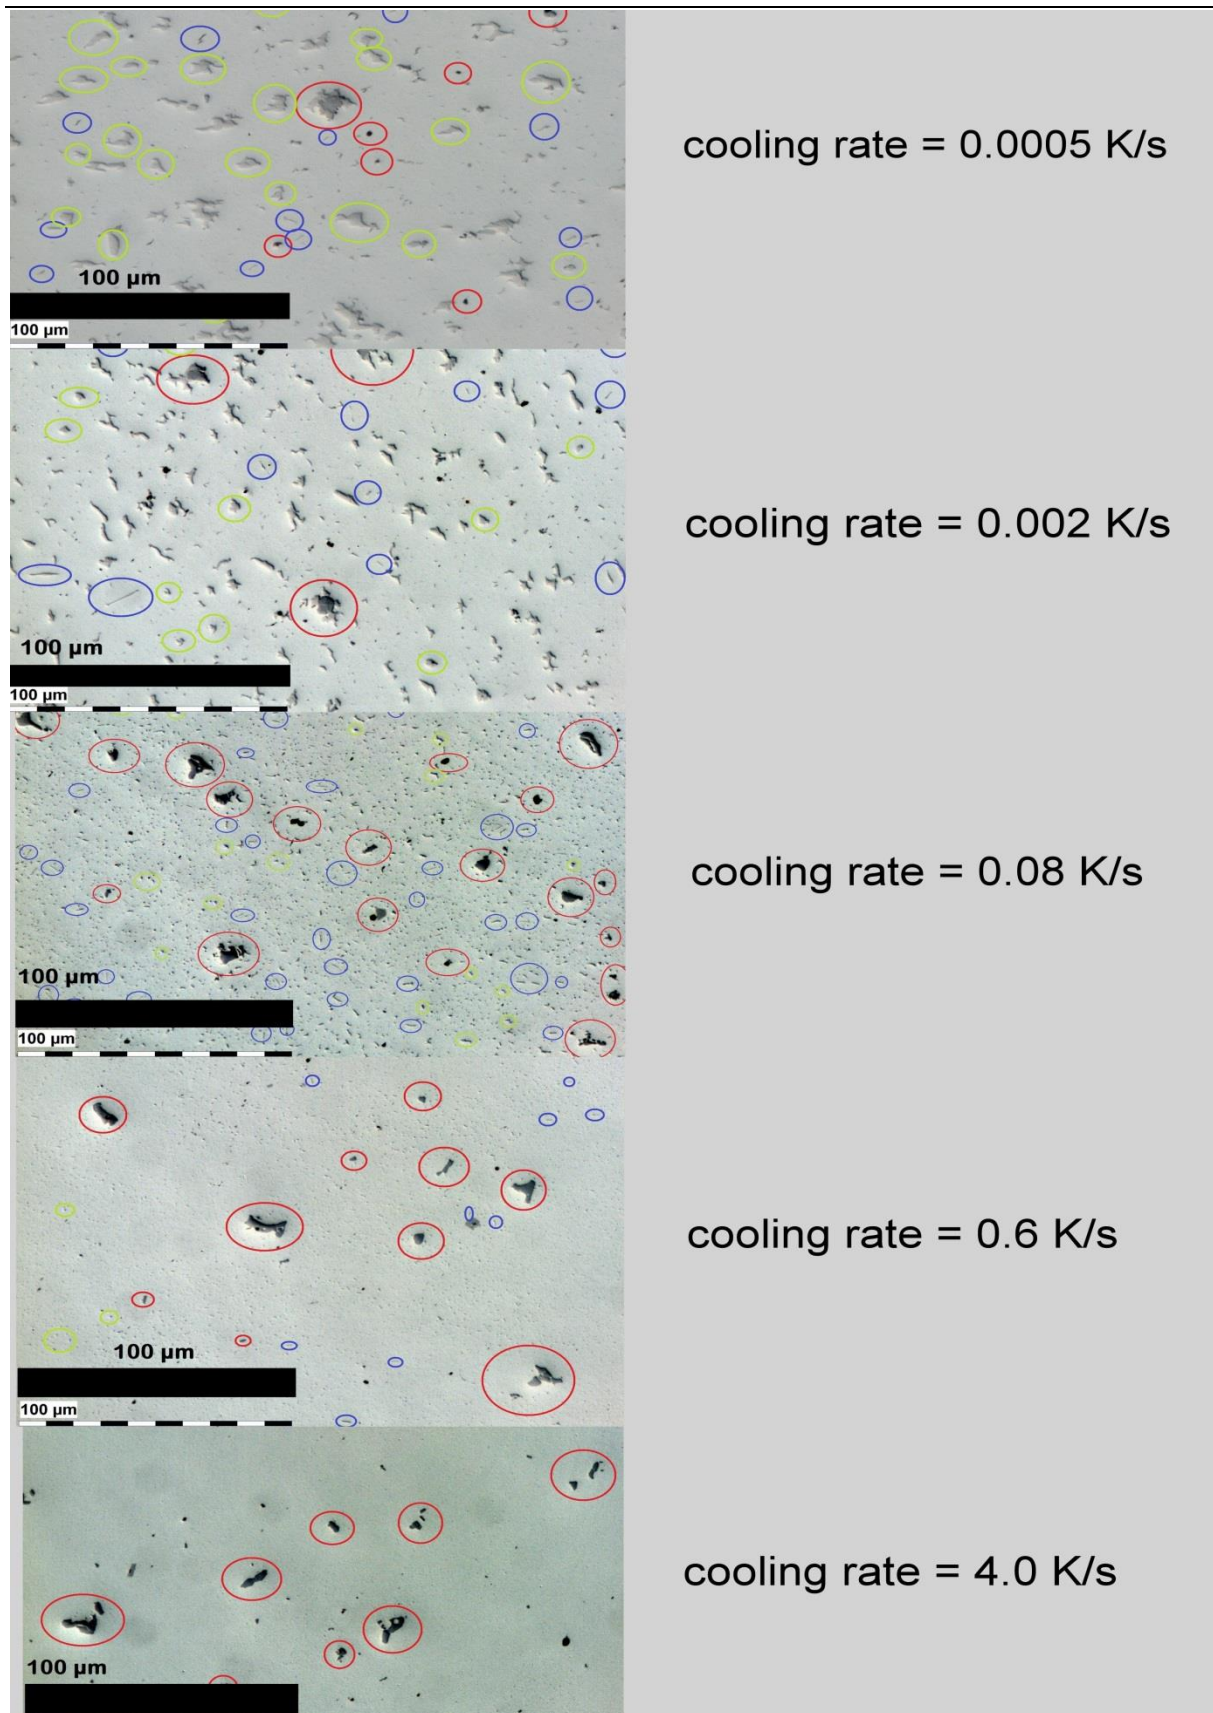 cooling rate = 0.0005 K/s
100 µm
100 µm
cooling rate = 0.002 K/s
100 µm
100 µm
cooling rate = 0.08 K/s
100 µm
100 µm
cooling rate = 0.6 K/s
100 µm
100 µm
cooling rate = 4.0 K/s
100 µm